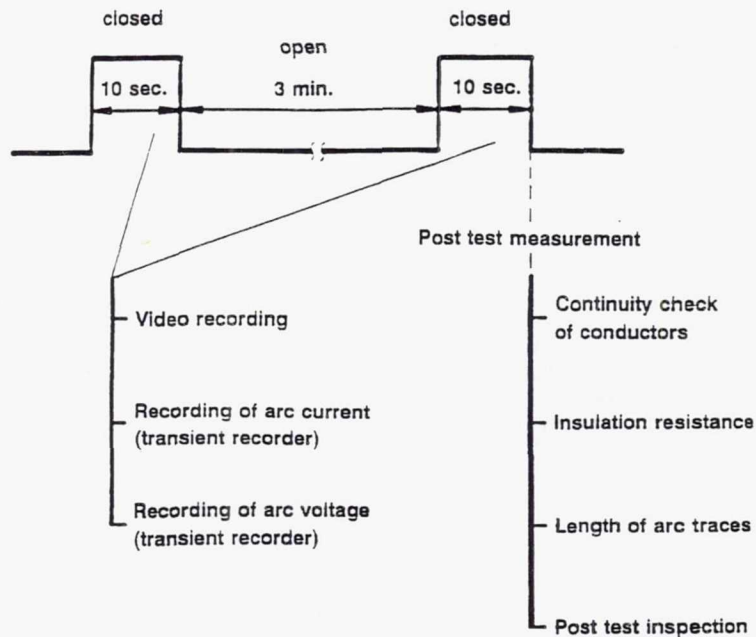 closed
closed
open
10 sec.
3 min.
10 sec.
Post test measurement
Video recording
Recording of arc current
(transient recorder)
Recording of arc voltage
(transient recorder)
Continuity check
of conductors
Insulation resistance
Length of arc traces
Post test inspection